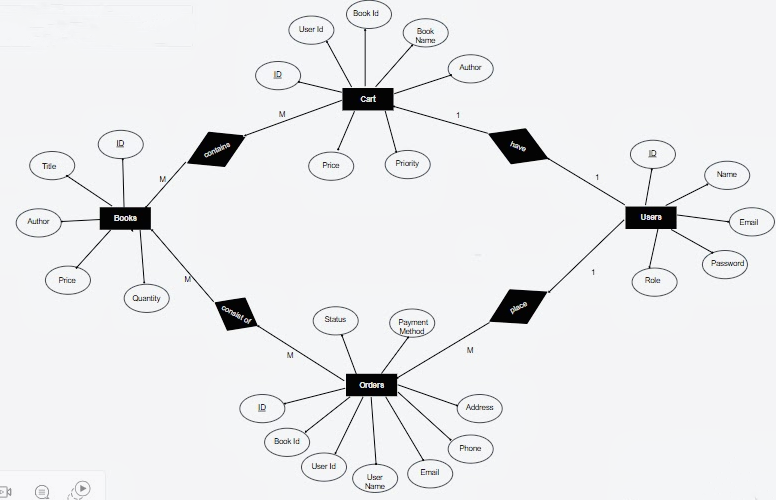 Book Id
User Id
Book
Name
ID
Author
Cart
M
1
contains
have
Price
Priority
ID
Title
M
Author
Books
Price
Quantity
1
ID
Name
Users
Email
Password
Role
M
consist of
1
place
Status
Payment
Method
M
M
Orders
ID
Address
Book Id
Phone
User Id
User
Name
Email